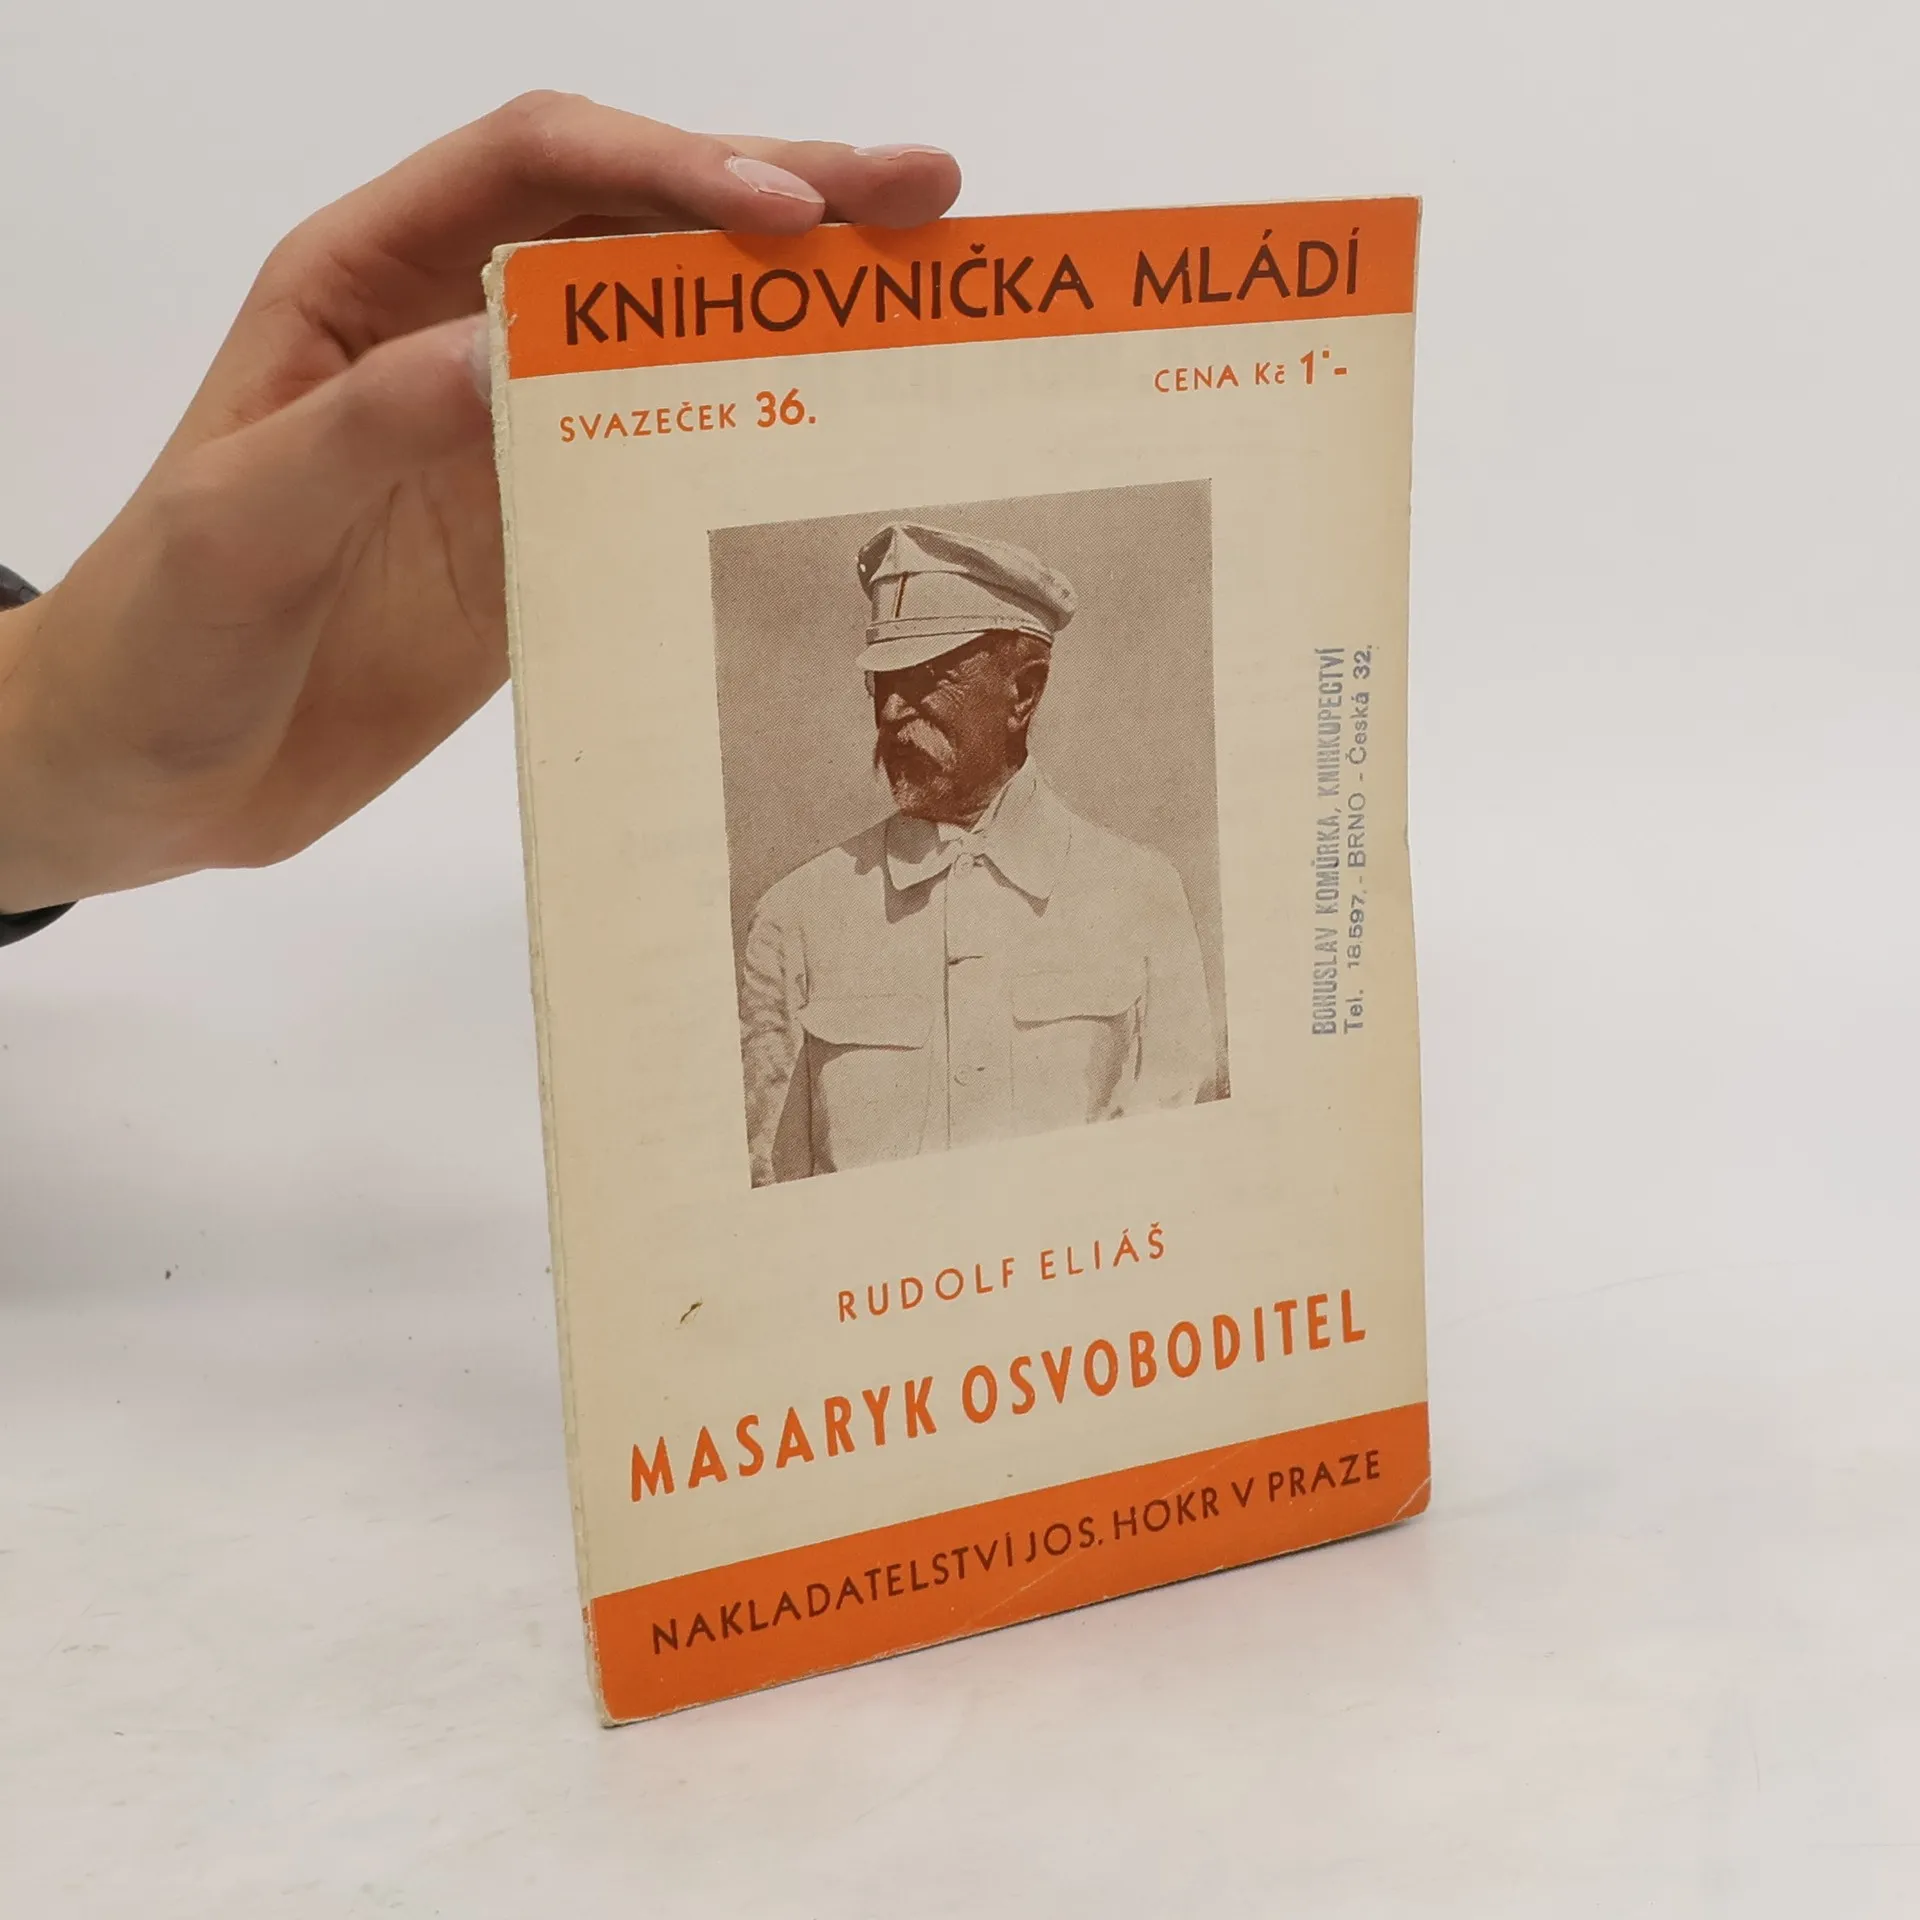 KNIHOVNIČKA MLÁDÍ
SVAZEČEK 36.
CENA Kč 1·-
BOHUSLAV KOMŮRKA, KNIHKUPECTVÍ
Tel. 18.597. - BRNO - Česká 32.
RUDOLF ELIÁŠ
MASARYK OSVOBODITEL
NAKLADATELSTVÍ JOS. HOKR V PRAZE